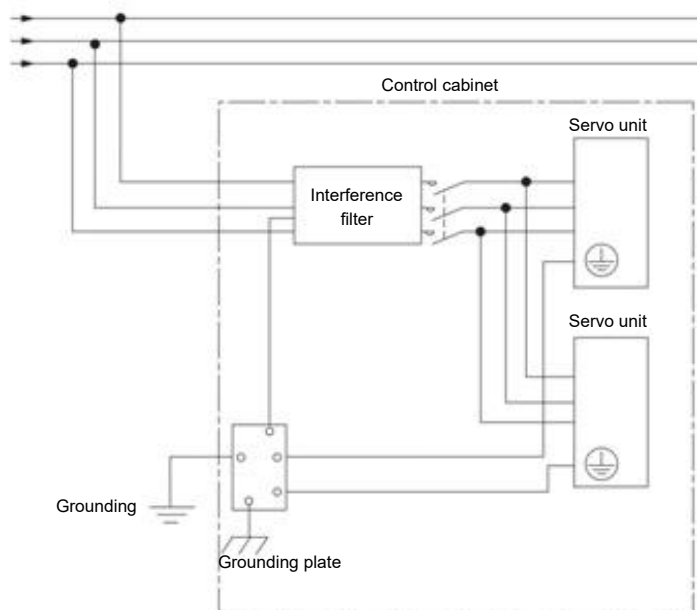 Control cabinet
Servo unit
Interference
filter
Servo unit
Grounding
Grounding plate